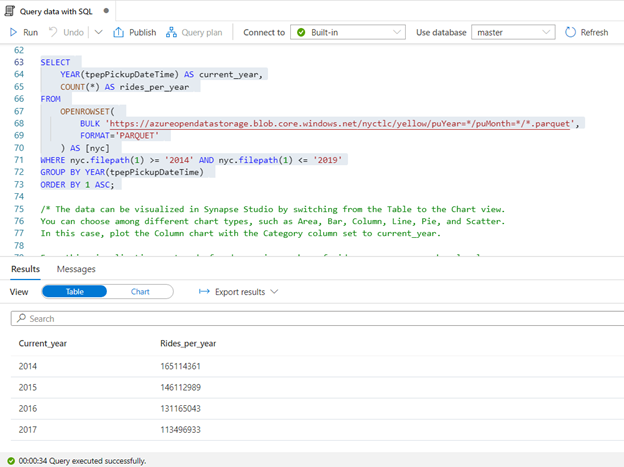 Query data with SQL
Run Undo Publish Query plan Connect to Built-in Use database master Refresh
62
63 SELECT
64 YEAR(tpepPickupDateTime) AS current_year,
65 COUNT(*) AS rides_per_year
66 FROM
67 OPENROWSET(
68 BULK 'https://azureopendatastorage.blob.core.windows.net/nyctlc/yellow/puYear=*/puMonth=*/*.parquet',
69 FORMAT='PARQUET'
70 ) AS [nyc]
71 WHERE nyc.filepath(1) >= '2014' AND nyc.filepath(1) <= '2019'
72 GROUP BY YEAR(tpepPickupDateTime)
73 ORDER BY 1 ASC;
74
75 /* The data can be visualized in Synapse Studio by switching from the Table to the Chart view.
76 You can choose among different chart types, such as Area, Bar, Column, Line, Pie, and Scatter.
77 In this case, plot the Column chart with the Category column set to current_year.
Results Messages
View Table Chart Export results
Search
Current_year Rides_per_year
2014 165114361
2015 146112989
2016 131165043
2017 113496933
00:00:34 Query executed successfully.